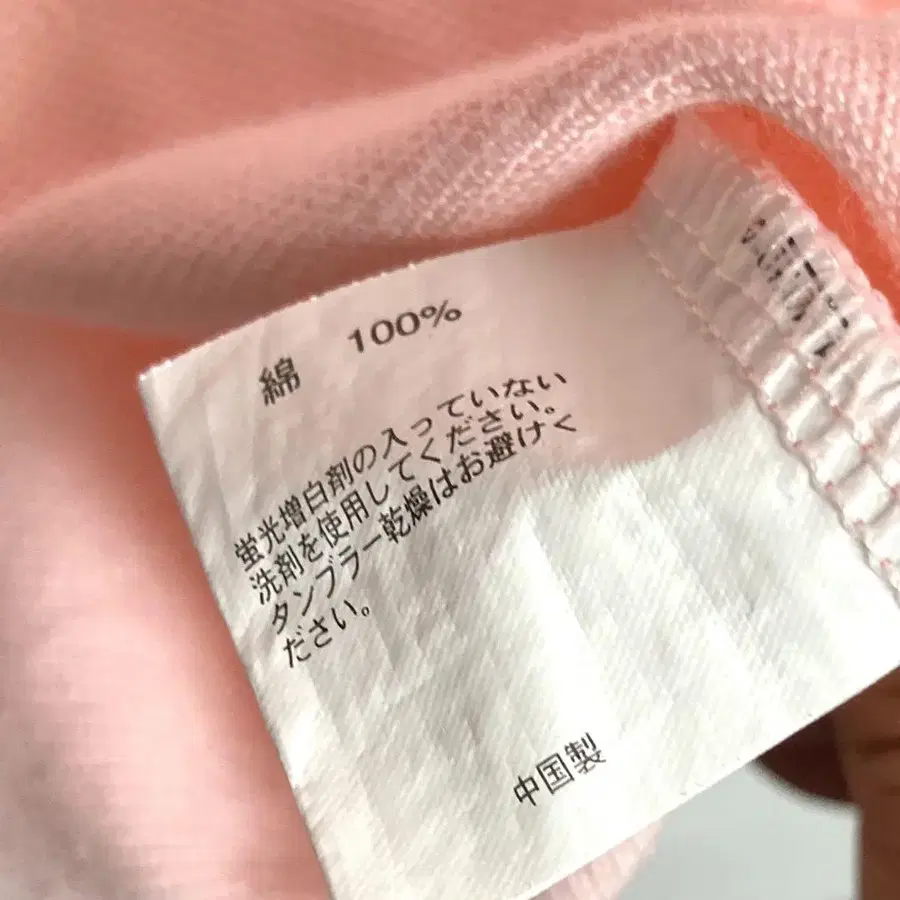 綿 100%
蛍光増白剤の入っていない
洗剤を使用してください。
タンブラー乾燥はお避けく
ださい。
中国製